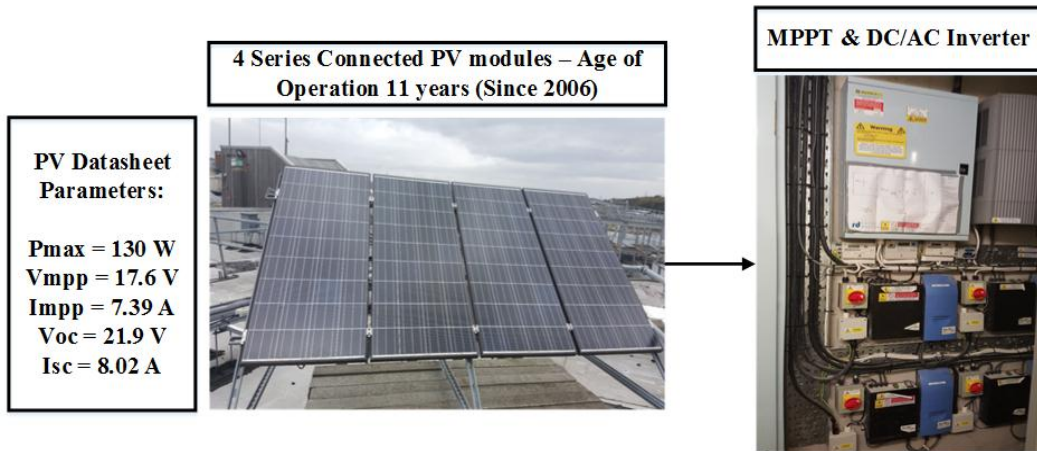 4 Series Connected PV modules – Age of
Operation 11 years (Since 2006)
MPPT & DC/AC Inverter
PV Datasheet
Parameters:
Pmax = 130 W
Vmpp = 17.6 V
Impp = 7.39 A
Voc = 21.9 V
Isc = 8.02 A
Warning